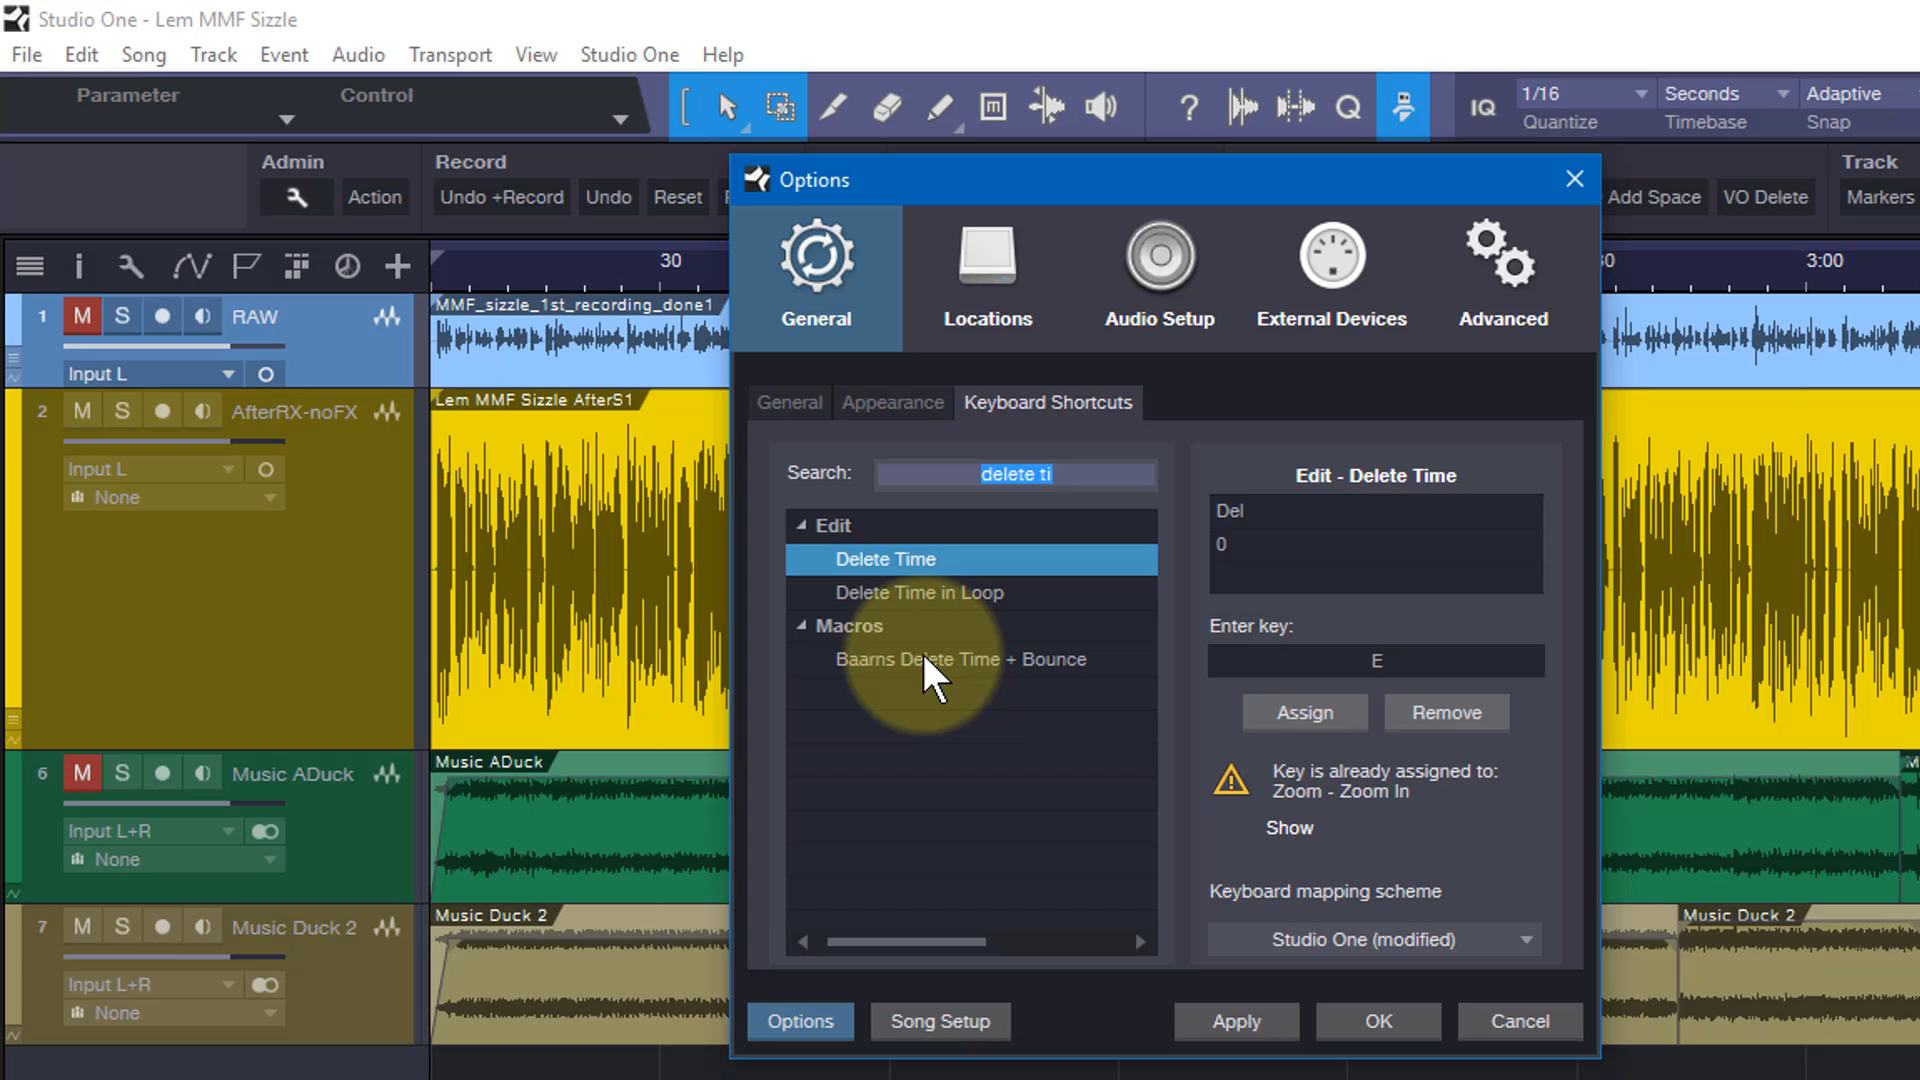 Studio One - Lem MMF Sizzle
File Edit Song Track Event Audio Transport View Studio One Help
Parameter Control
1/16 Seconds Adaptive
IQ Quantize Timebase Snap
Admin Record Track
Action Undo +Record Undo Reset Add Space VO Delete Markers
Options
General Locations Audio Setup External Devices Advanced
30 3:00
1 M S RAW
Input L
MMF_sizzle_1st_recording_done1
2 M S AfterRX-noFX
Input L
None
Lem MMF Sizzle AfterS1
6 M S Music ADuck
Input L+R
None
Music ADuck
7 M S Music Duck 2
Input L+R
None
Music Duck 2
Music Duck 2
General Appearance Keyboard Shortcuts
Search: delete ti
Edit
Delete Time
Delete Time in Loop
Macros
Baarns Delete Time + Bounce
Edit - Delete Time
Del
0
Enter key:
E
Assign Remove
Key is already assigned to:
Zoom - Zoom In
Show
Keyboard mapping scheme
Studio One (modified)
Options Song Setup Apply OK Cancel